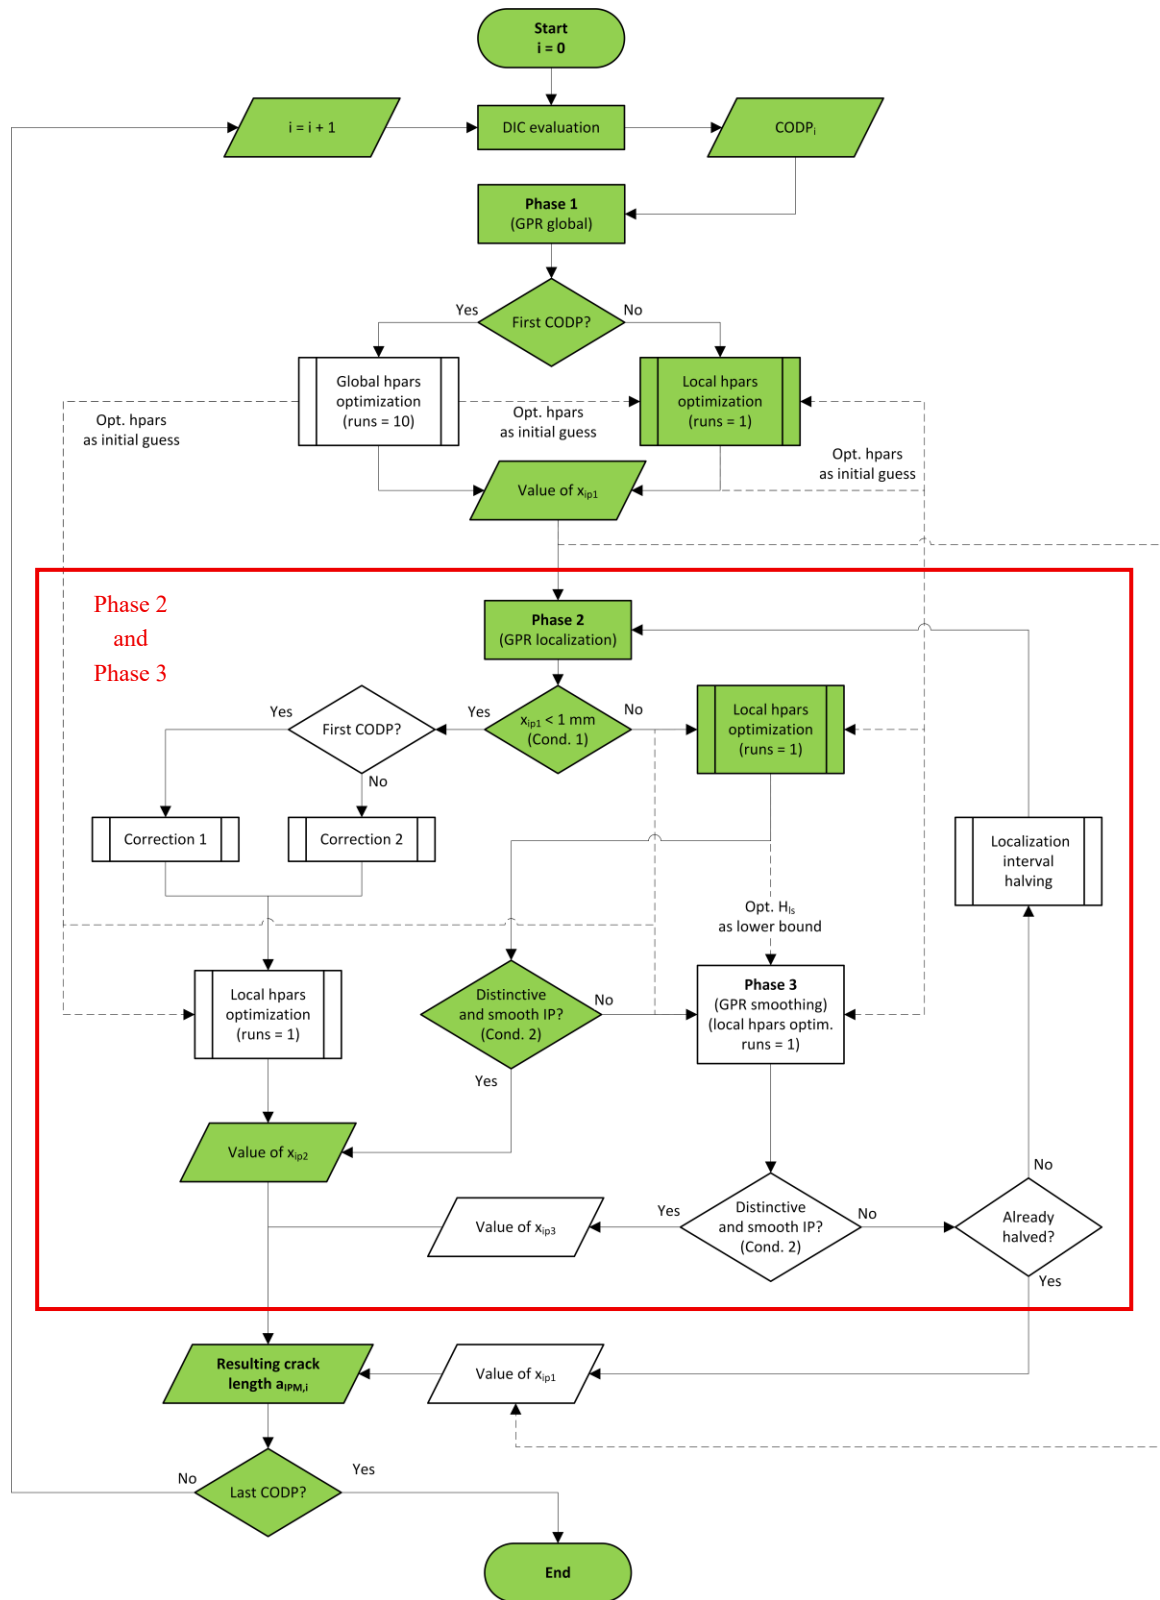 Start
i = 0
i = i + 1
DIC evaluation
CODPi
Phase 1
(GPR global)
Yes
No
First CODP?
Global hpars
optimization
(runs = 10)
Local hpars
optimization
(runs = 1)
Opt. hpars
as initial guess
Opt. hpars
as initial guess
Opt. hpars
as initial guess
Value of xip1
Phase 2
and
Phase 3
Phase 2
(GPR localization)
Yes
First CODP?
No
Yes
xip1 < 1 mm
(Cond. 1)
No
Local hpars
optimization
(runs = 1)
Correction 1
Correction 2
Localization
interval
halving
Opt. Hls
as lower bound
Local hpars
optimization
(runs = 1)
Distinctive
and smooth IP?
(Cond. 2)
No
Yes
Phase 3
(GPR smoothing)
(local hpars optim.
runs = 1)
Value of xip2
Value of xip3
Yes
Distinctive
and smooth IP?
(Cond. 2)
No
No
Already
halved?
Yes
Resulting crack
length aIPM,i
Value of xip1
No
Last CODP?
Yes
End